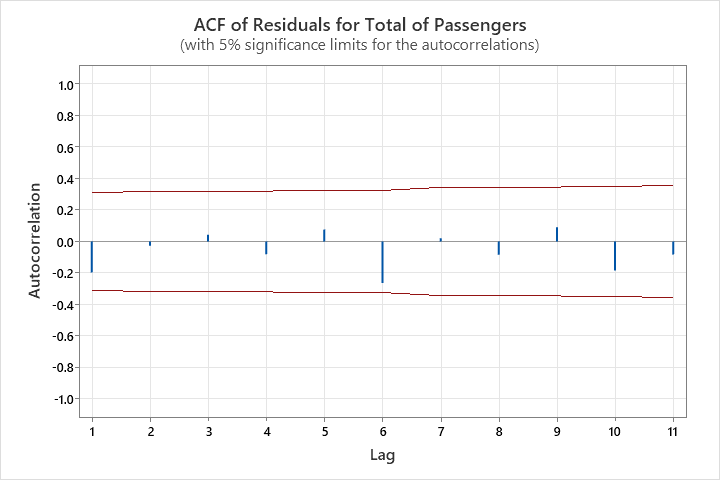 ACF of Residuals for Total of Passengers
(with 5% significance limits for the autocorrelations)
1.0
0.8
0.6
0.4
0.2
0.0
-0.2
-0.4
-0.6
-0.8
-1.0
Autocorrelation
1 2 3 4 5 6 7 8 9 10 11
Lag